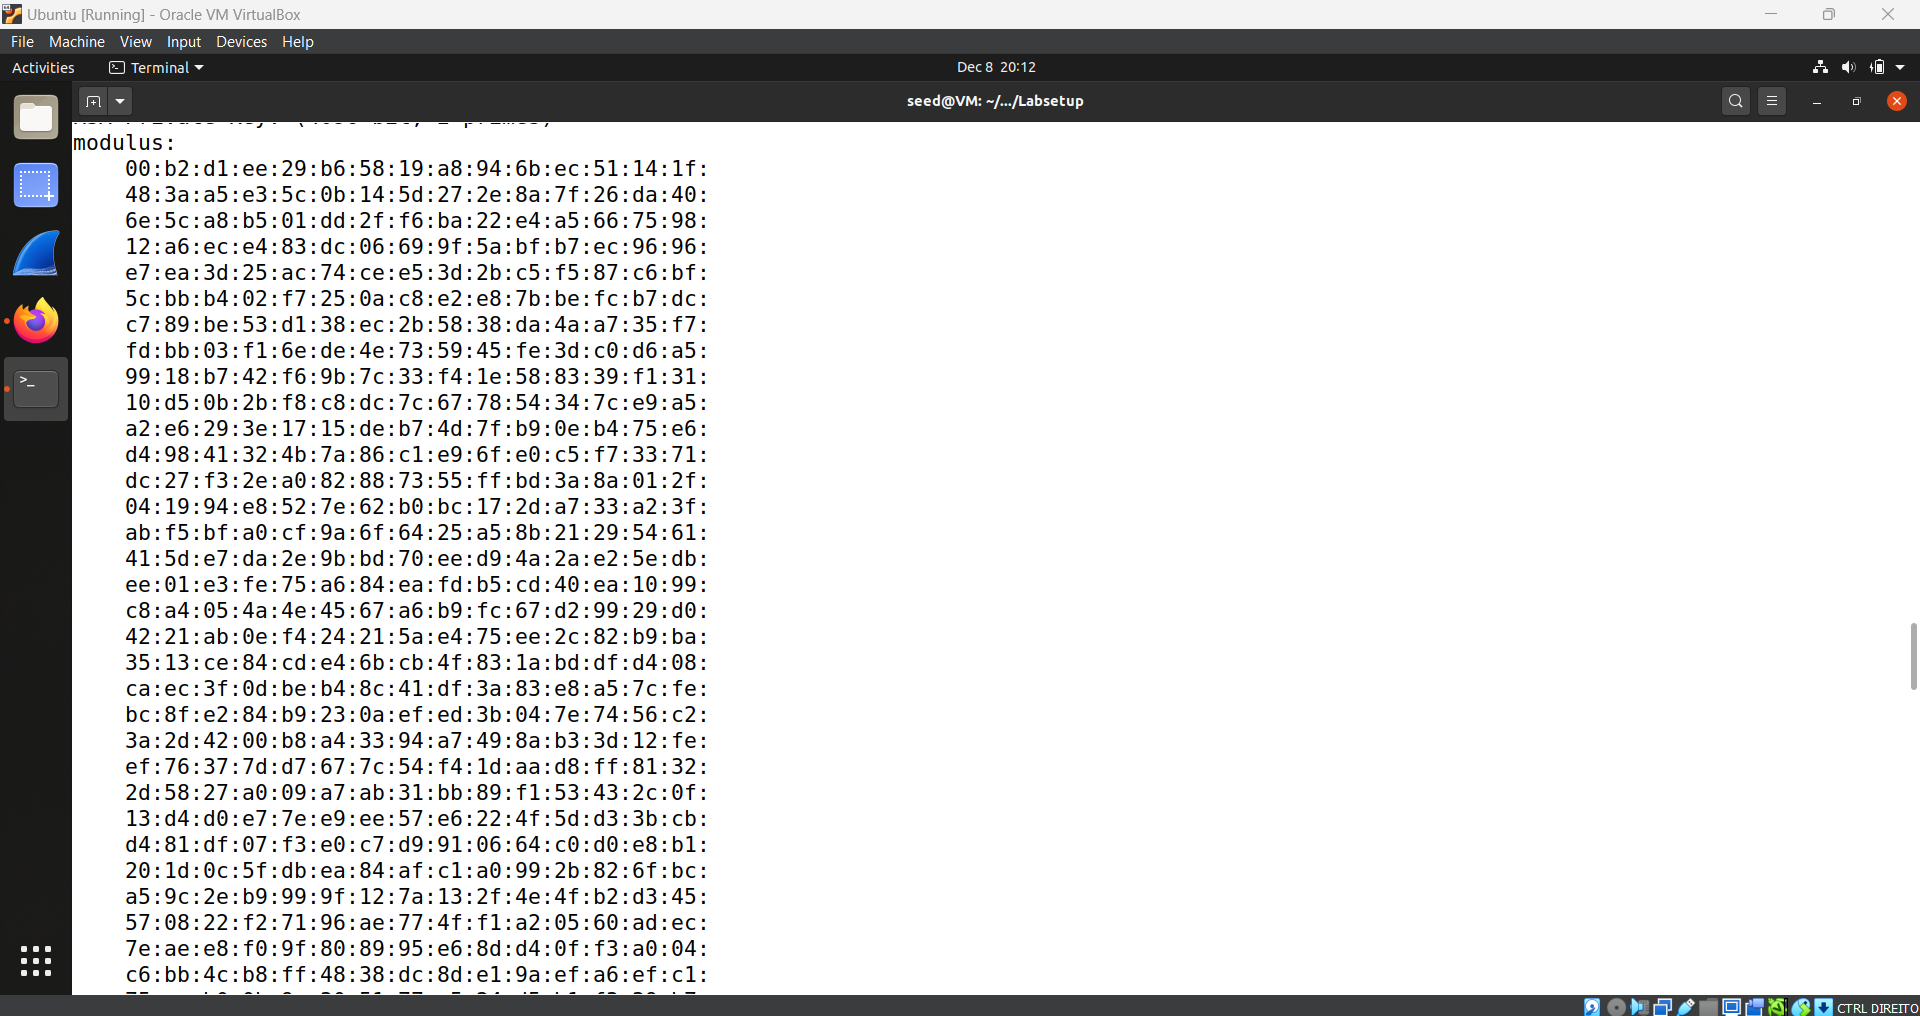 Ubuntu [Running] - Oracle VM VirtualBox
File Machine View Input Devices Help
Activities Terminal Dec 8 20:12
seed@VM: ~/.../Labsetup
modulus:
00:b2:d1:ee:29:b6:58:19:a8:94:6b:ec:51:14:1f:
48:3a:a5:e3:5c:0b:14:5d:27:2e:8a:7f:26:da:40:
6e:5c:a8:b5:01:dd:2f:f6:ba:22:e4:a5:66:75:98:
12:a6:ec:e4:83:dc:06:69:9f:5a:bf:b7:ec:96:96:
e7:ea:3d:25:ac:74:ce:e5:3d:2b:c5:f5:87:c6:bf:
5c:bb:b4:02:f7:25:0a:c8:e2:e8:7b:be:fc:b7:dc:
c7:89:be:53:d1:38:ec:2b:58:38:da:4a:a7:35:f7:
fd:bb:03:f1:6e:de:4e:73:59:45:fe:3d:c0:d6:a5:
99:18:b7:42:f6:9b:7c:33:f4:1e:58:83:39:f1:31:
10:d5:0b:2b:f8:c8:dc:7c:67:78:54:34:7c:e9:a5:
a2:e6:29:3e:17:15:de:b7:4d:7f:b9:0e:b4:75:e6:
d4:98:41:32:4b:7a:86:c1:e9:6f:e0:c5:f7:33:71:
dc:27:f3:2e:a0:82:88:73:55:ff:bd:3a:8a:01:2f:
04:19:94:e8:52:7e:62:b0:bc:17:2d:a7:33:a2:3f:
ab:f5:bf:a0:cf:9a:6f:64:25:a5:8b:21:29:54:61:
41:5d:e7:da:2e:9b:bd:70:ee:d9:4a:2a:e2:5e:db:
ee:01:e3:fe:75:a6:84:ea:fd:b5:cd:40:ea:10:99:
c8:a4:05:4a:4e:45:67:a6:b9:fc:67:d2:99:29:d0:
42:21:ab:0e:f4:24:21:5a:e4:75:ee:2c:82:b9:ba:
35:13:ce:84:cd:e4:6b:cb:4f:83:1a:bd:df:d4:08:
ca:ec:3f:0d:be:b4:8c:41:df:3a:83:e8:a5:7c:fe:
bc:8f:e2:84:b9:23:0a:ef:ed:3b:04:7e:74:56:c2:
3a:2d:42:00:b8:a4:33:94:a7:49:8a:b3:3d:12:fe:
ef:76:37:7d:d7:67:7c:54:f4:1d:aa:d8:ff:81:32:
2d:58:27:a0:09:a7:ab:31:bb:89:f1:53:43:2c:0f:
13:d4:d0:e7:7e:e9:ee:57:e6:22:4f:5d:d3:3b:cb:
d4:81:df:07:f3:e0:c7:d9:91:06:64:c0:d0:e8:b1:
20:1d:0c:5f:db:ea:84:af:c1:a0:99:2b:82:6f:bc:
a5:9c:2e:b9:99:9f:12:7a:13:2f:4e:4f:b2:d3:45:
57:08:22:f2:71:96:ae:77:4f:f1:a2:05:60:ad:ec:
7e:ae:e8:f0:9f:80:89:95:e6:8d:d4:0f:f3:a0:04:
c6:bb:4c:b8:ff:48:38:dc:8d:e1:9a:ef:a6:ef:c1:
CTRL DIREITO